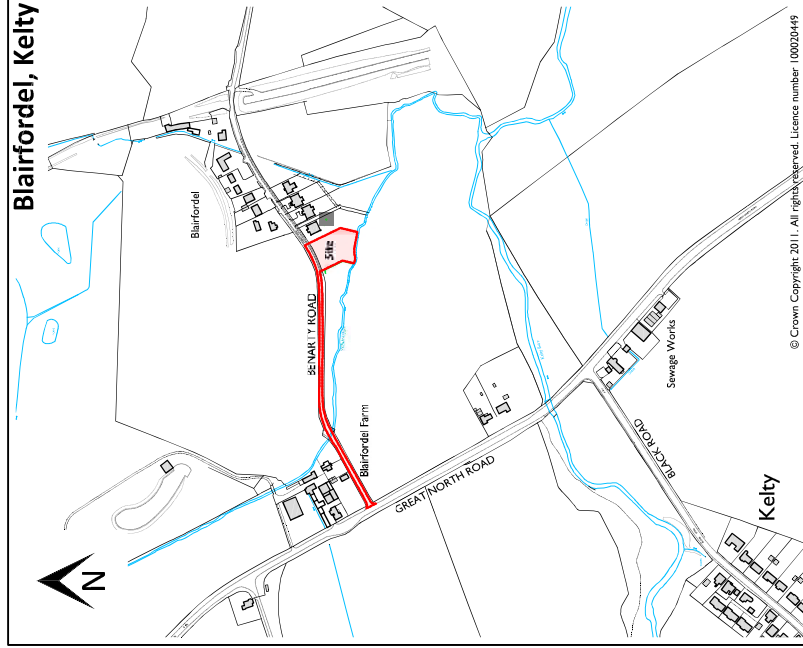 Blairfordel, Kelty
N
Blairfordel
Site
BENARTY ROAD
Blairfordel Farm
GREAT NORTH ROAD
Sewage Works
BLACK ROAD
Kelty
© Crown Copyright 2011. All rights reserved. Licence number 100020449